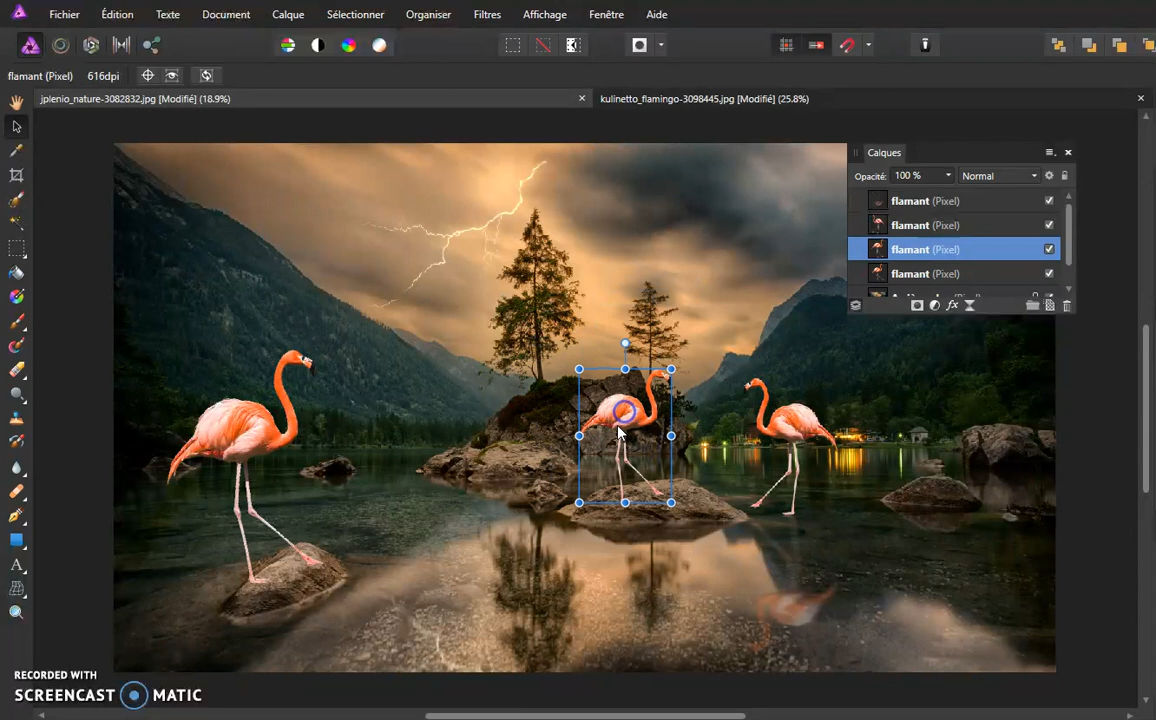 Fichier Édition Texte Document Calque Sélectionner Organiser Filtres Affichage Fenêtre Aide
flamant (Pixel) 616dpi
jplenio_nature-3082832.jpg [Modifié] (18.9%)
kulinetto_flamingo-3098445.jpg [Modifié] (25.8%)
Calques
Opacité: 100 % Normal
flamant (Pixel)
flamant (Pixel)
flamant (Pixel)
flamant (Pixel)
fx
A
RECORDED WITH
SCREENCAST MATIC